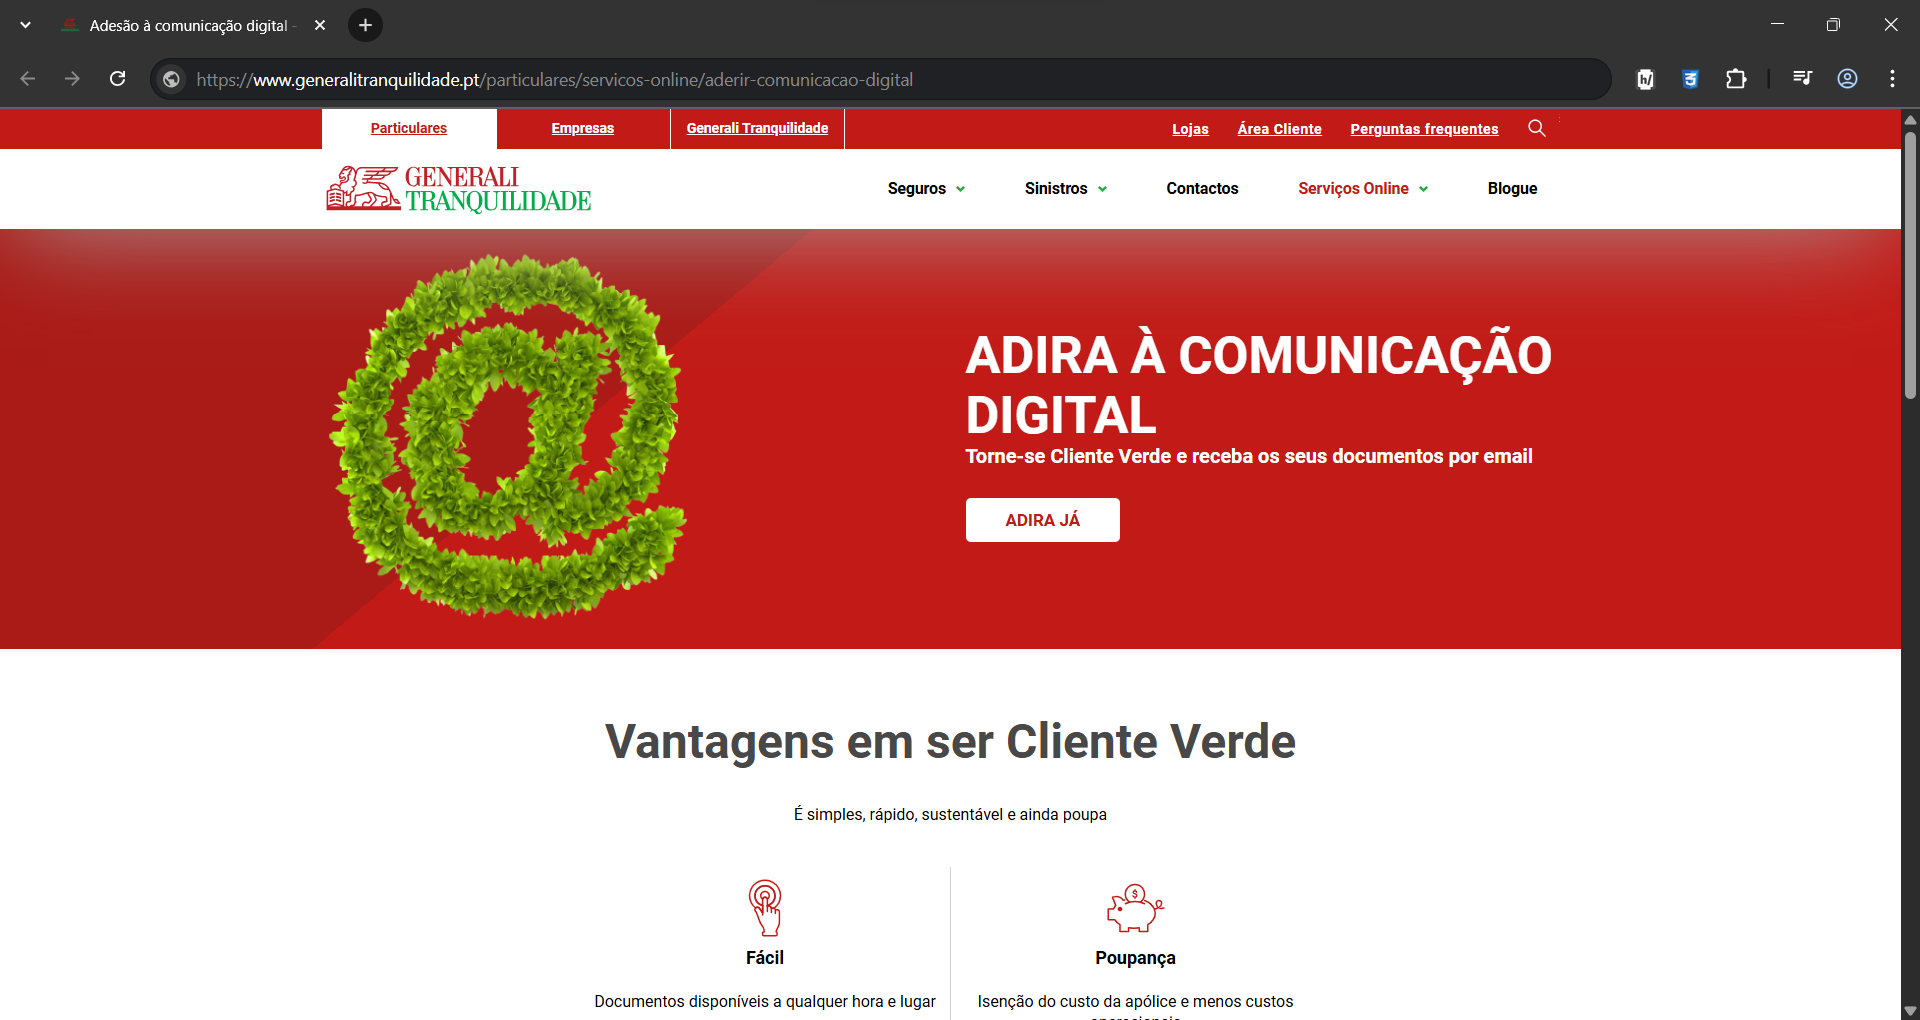 Adesão à comunicação digital -
https://www.generalitranquilidade.pt/particulares/servicos-online/aderir-comunicacao-digital
Particulares
Empresas
Generali Tranquilidade
Lojas
Área Cliente
Perguntas frequentes
GENERALI
TRANQUILIDADE
Seguros
Sinistros
Contactos
Serviços Online
Blogue
ADIRA À COMUNICAÇÃO
DIGITAL
Torne-se Cliente Verde e receba os seus documentos por email
ADIRA JÁ
Vantagens em ser Cliente Verde
É simples, rápido, sustentável e ainda poupa
Fácil
Documentos disponíveis a qualquer hora e lugar
Poupança
Isenção do custo da apólice e menos custos